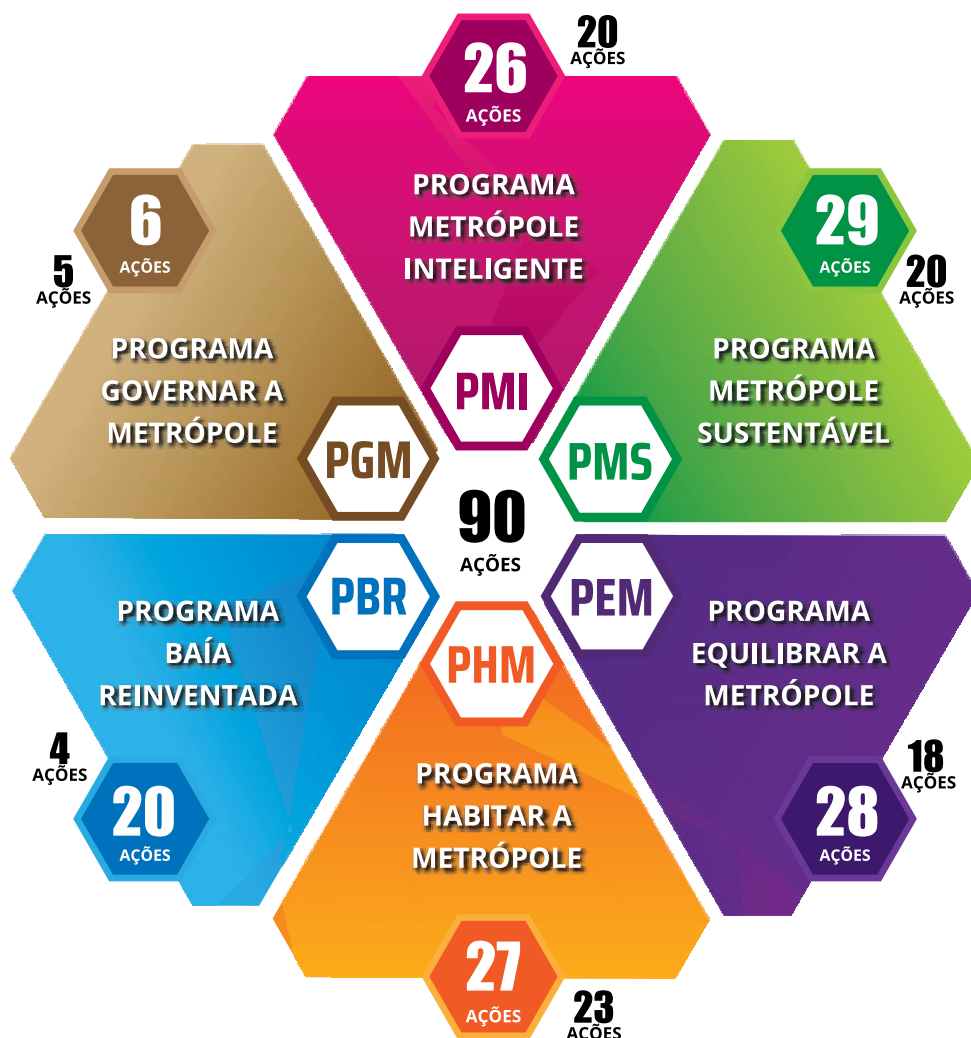 26
AÇÕES
20
AÇÕES
PROGRAMA
METRÓPOLE
INTELIGENTE
PMI
29
AÇÕES
20
AÇÕES
PROGRAMA
METRÓPOLE
SUSTENTÁVEL
PMS
6
AÇÕES
5
AÇÕES
PROGRAMA
GOVERNAR A
METRÓPOLE
PGM
90
AÇÕES
PBR
PROGRAMA
BAÍA
REINVENTADA
4
AÇÕES
20
AÇÕES
PHM
PROGRAMA
HABITAR A
METRÓPOLE
27
AÇÕES
23
AÇÕES
PEM
PROGRAMA
EQUILIBRAR A
METRÓPOLE
18
AÇÕES
28
AÇÕES